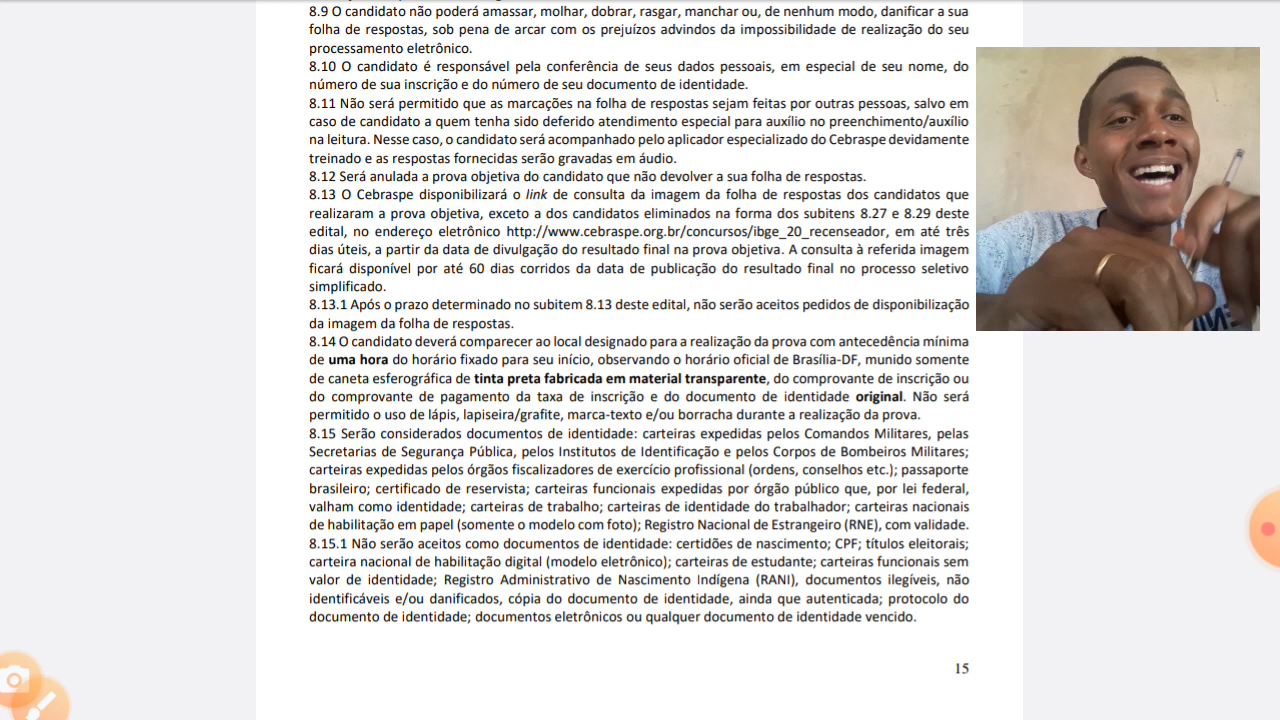 8.9 O candidato não poderá amassar, molhar, dobrar, rasgar, manchar ou, de nenhum modo, danificar a sua
folha de respostas, sob pena de arcar com os prejuízos advindos da impossibilidade de realização do seu
processamento eletrônico.
8.10 O candidato é responsável pela conferência de seus dados pessoais, em especial de seu nome, do
número de sua inscrição e do número de seu documento de identidade.
8.11 Não será permitido que as marcações na folha de respostas sejam feitas por outras pessoas, salvo em
caso de candidato a quem tenha sido deferido atendimento especial para auxílio no preenchimento/auxílio
na leitura. Nesse caso, o candidato será acompanhado pelo aplicador especializado do Cebraspe devidamente
treinado e as respostas fornecidas serão gravadas em áudio.
8.12 Será anulada a prova objetiva do candidato que não devolver a sua folha de respostas.
8.13 O Cebraspe disponibilizará o link de consulta da imagem da folha de respostas dos candidatos que
realizaram a prova objetiva, exceto a dos candidatos eliminados na forma dos subitens 8.27 e 8.29 deste
edital, no endereço eletrônico http://www.cebraspe.org.br/concursos/ibge_20_recenseador, em até três
dias úteis, a partir da data de divulgação do resultado final na prova objetiva. A consulta à referida imagem
ficará disponível por até 60 dias corridos da data de publicação do resultado final no processo seletivo
simplificado.
8.13.1 Após o prazo determinado no subitem 8.13 deste edital, não serão aceitos pedidos de disponibilização
da imagem da folha de respostas.
8.14 O candidato deverá comparecer ao local designado para a realização da prova com antecedência mínima
de uma hora do horário fixado para seu início, observando o horário oficial de Brasília-DF, munido somente
de caneta esferográfica de tinta preta fabricada em material transparente, do comprovante de inscrição ou
do comprovante de pagamento da taxa de inscrição e do documento de identidade original. Não será
permitido o uso de lápis, lapiseira/grafite, marca-texto e/ou borracha durante a realização da prova.
8.15 Serão considerados documentos de identidade: carteiras expedidas pelos Comandos Militares, pelas
Secretarias de Segurança Pública, pelos Institutos de Identificação e pelos Corpos de Bombeiros Militares;
carteiras expedidas pelos órgãos fiscalizadores de exercício profissional (ordens, conselhos etc.); passaporte
brasileiro; certificado de reservista; carteiras funcionais expedidas por órgão público que, por lei federal,
valham como identidade; carteiras de trabalho; carteiras de identidade do trabalhador; carteiras nacionais
de habilitação em papel (somente o modelo com foto); Registro Nacional de Estrangeiro (RNE), com validade.
8.15.1 Não serão aceitos como documentos de identidade: certidões de nascimento; CPF; títulos eleitorais;
carteira nacional de habilitação digital (modelo eletrônico); carteiras de estudante; carteiras funcionais sem
valor de identidade; Registro Administrativo de Nascimento Indígena (RANI), documentos ilegíveis, não
identificáveis e/ou danificados, cópia do documento de identidade, ainda que autenticada; protocolo do
documento de identidade; documentos eletrônicos ou qualquer documento de identidade vencido.
15